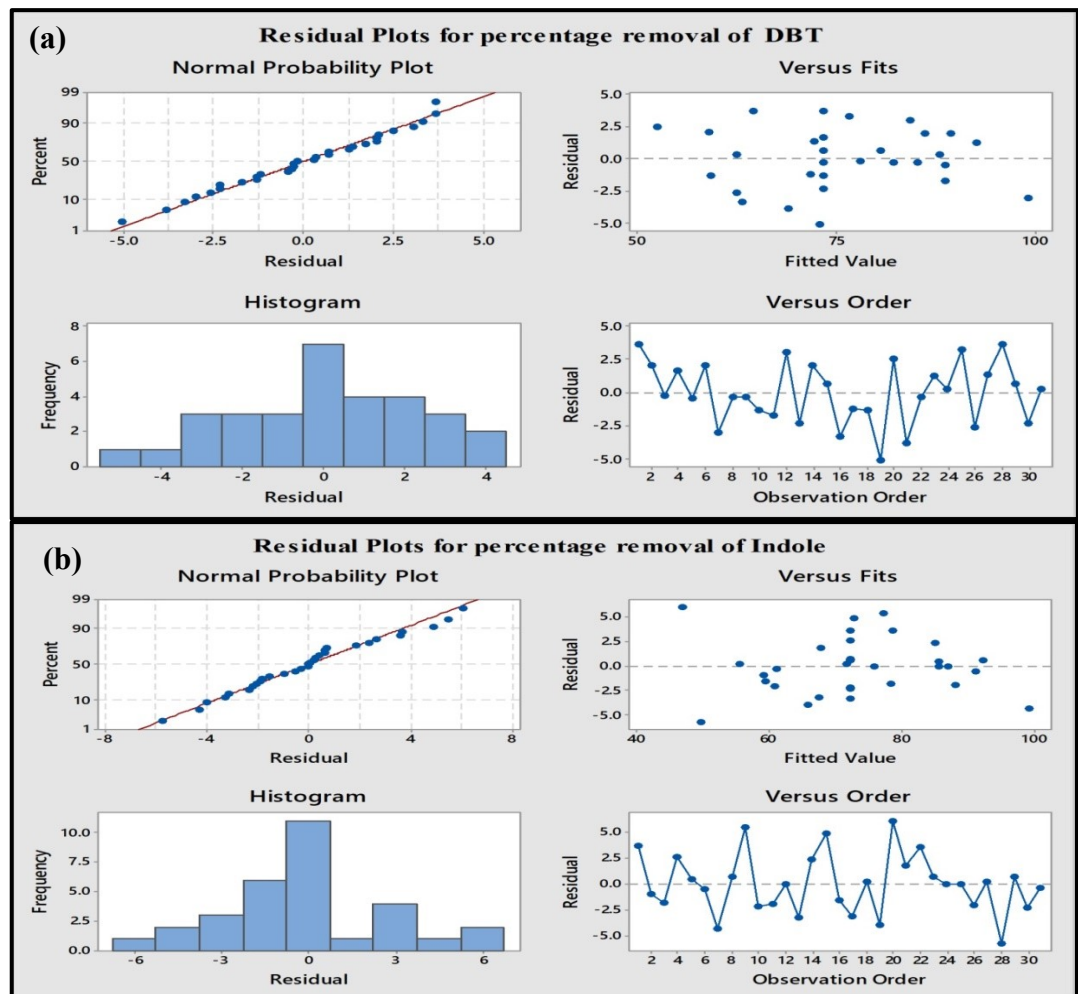 (a)
Residual Plots for percentage removal of DBT
Normal Probability Plot
99
90
50
10
1
Percent
-5.0 -2.5 0.0 2.5 5.0
Residual
Versus Fits
5.0
2.5
0.0
-2.5
-5.0
Residual
50 75 100
Fitted Value
Histogram
8
6
4
2
0
Frequency
-4 -2 0 2 4
Residual
Versus Order
5.0
2.5
0.0
-2.5
-5.0
Residual
2 4 6 8 10 12 14 16 18 20 22 24 26 28 30
Observation Order
(b)
Residual Plots for percentage removal of Indole
Normal Probability Plot
99
90
50
10
1
Percent
-8 -4 0 4 8
Residual
Versus Fits
5.0
2.5
0.0
-2.5
-5.0
Residual
40 60 80 100
Fitted Value
Histogram
10.0
7.5
5.0
2.5
0.0
Frequency
-6 -3 0 3 6
Residual
Versus Order
5.0
2.5
0.0
-2.5
-5.0
Residual
2 4 6 8 10 12 14 16 18 20 22 24 26 28 30
Observation Order